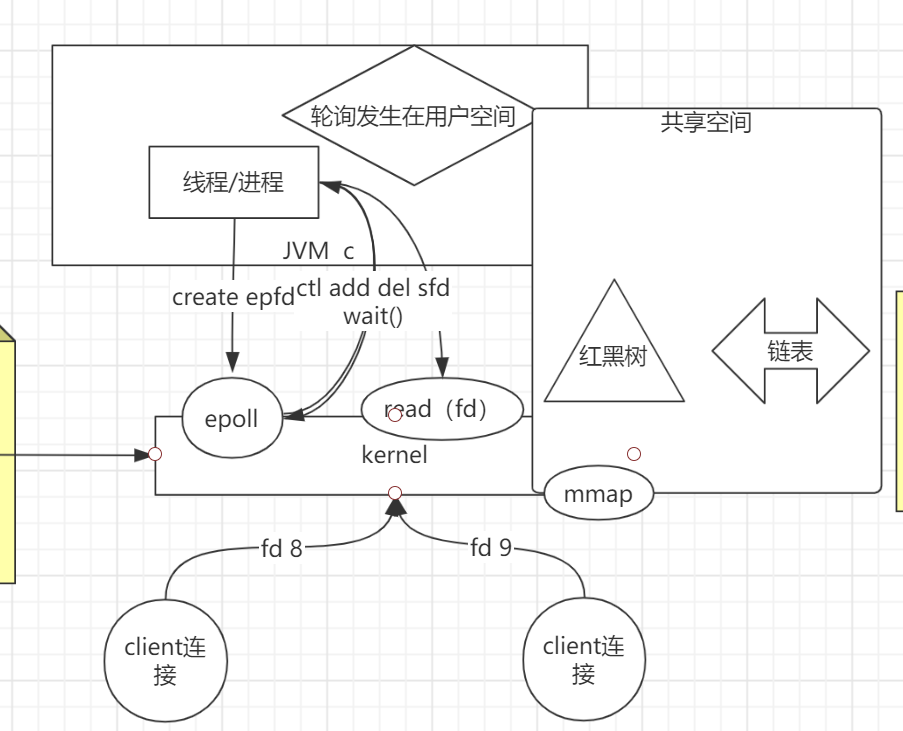 轮询发生在用户空间
共享空间
线程/进程
JVM c
create epfd
ctl add del sfd
wait()
红黑树
链表
epoll
read（fd）
kernel
mmap
fd 8
fd 9
client连
接
client连
接